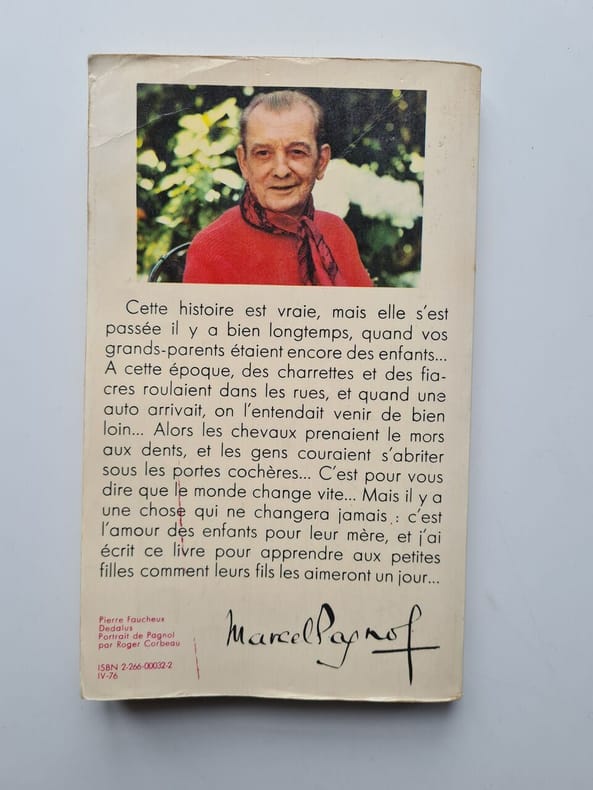 Cette histoire est vraie, mais elle s'est
passée il y a bien longtemps, quand vos
grands-parents étaient encore des enfants...
A cette époque, des charrettes et des fia-
cres roulaient dans les rues, et quand une
auto arrivait, on l'entendait venir de bien
loin... Alors les chevaux prenaient le mors
aux dents, et les gens couraient s'abriter
sous les portes cochères... C'est pour vous
dire que le monde change vite... Mais il y a
une chose qui ne changera jamais : c'est
l'amour des enfants pour leur mère, et j'ai
écrit ce livre pour apprendre aux petites
filles comment leurs fils les aimeront un jour...
Marcel Pagnol
Pierre Faucheux
Dedalus
Portrait de Pagnol
par Roger Corbeau
ISBN 2-266-00032-2
IV-76